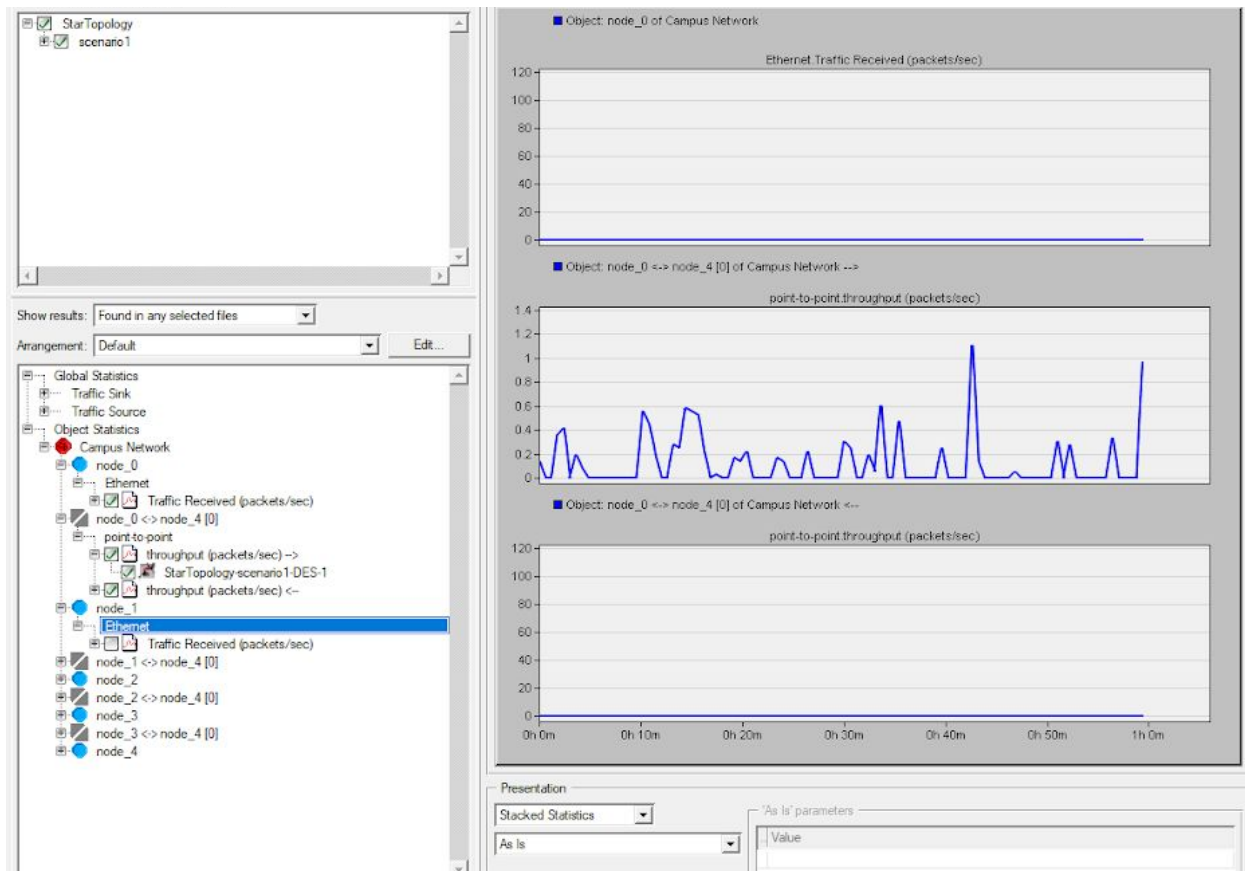 StarTopology
scenario1
Show results: Found in any selected files
Arrangement: Default Edit...
Global Statistics
Traffic Sink
Traffic Source
Object Statistics
Campus Network
node_0
Ethernet
Traffic Received (packets/sec)
node_0 <-> node_4 [0]
point-to-point
throughput (packets/sec) -->
StarTopology-scenario1-DES-1
throughput (packets/sec) <--
node_1
Ethernet
Traffic Received (packets/sec)
node_1 <-> node_4 [0]
node_2
node_2 <-> node_4 [0]
node_3
node_3 <-> node_4 [0]
node_4
Object: node_0 of Campus Network
Ethernet.Traffic Received (packets/sec)
120
100
80
60
40
20
0
Object: node_0 <-> node_4 [0] of Campus Network -->
point-to-point.throughput (packets/sec)
1.4
1.2
1
0.8
0.6
0.4
0.2
0
Object: node_0 <-> node_4 [0] of Campus Network <--
point-to-point.throughput (packets/sec)
120
100
80
60
40
20
0
0h 0m 0h 10m 0h 20m 0h 30m 0h 40m 0h 50m 1h 0m
Presentation
Stacked Statistics
As Is
'As Is' parameters
Value